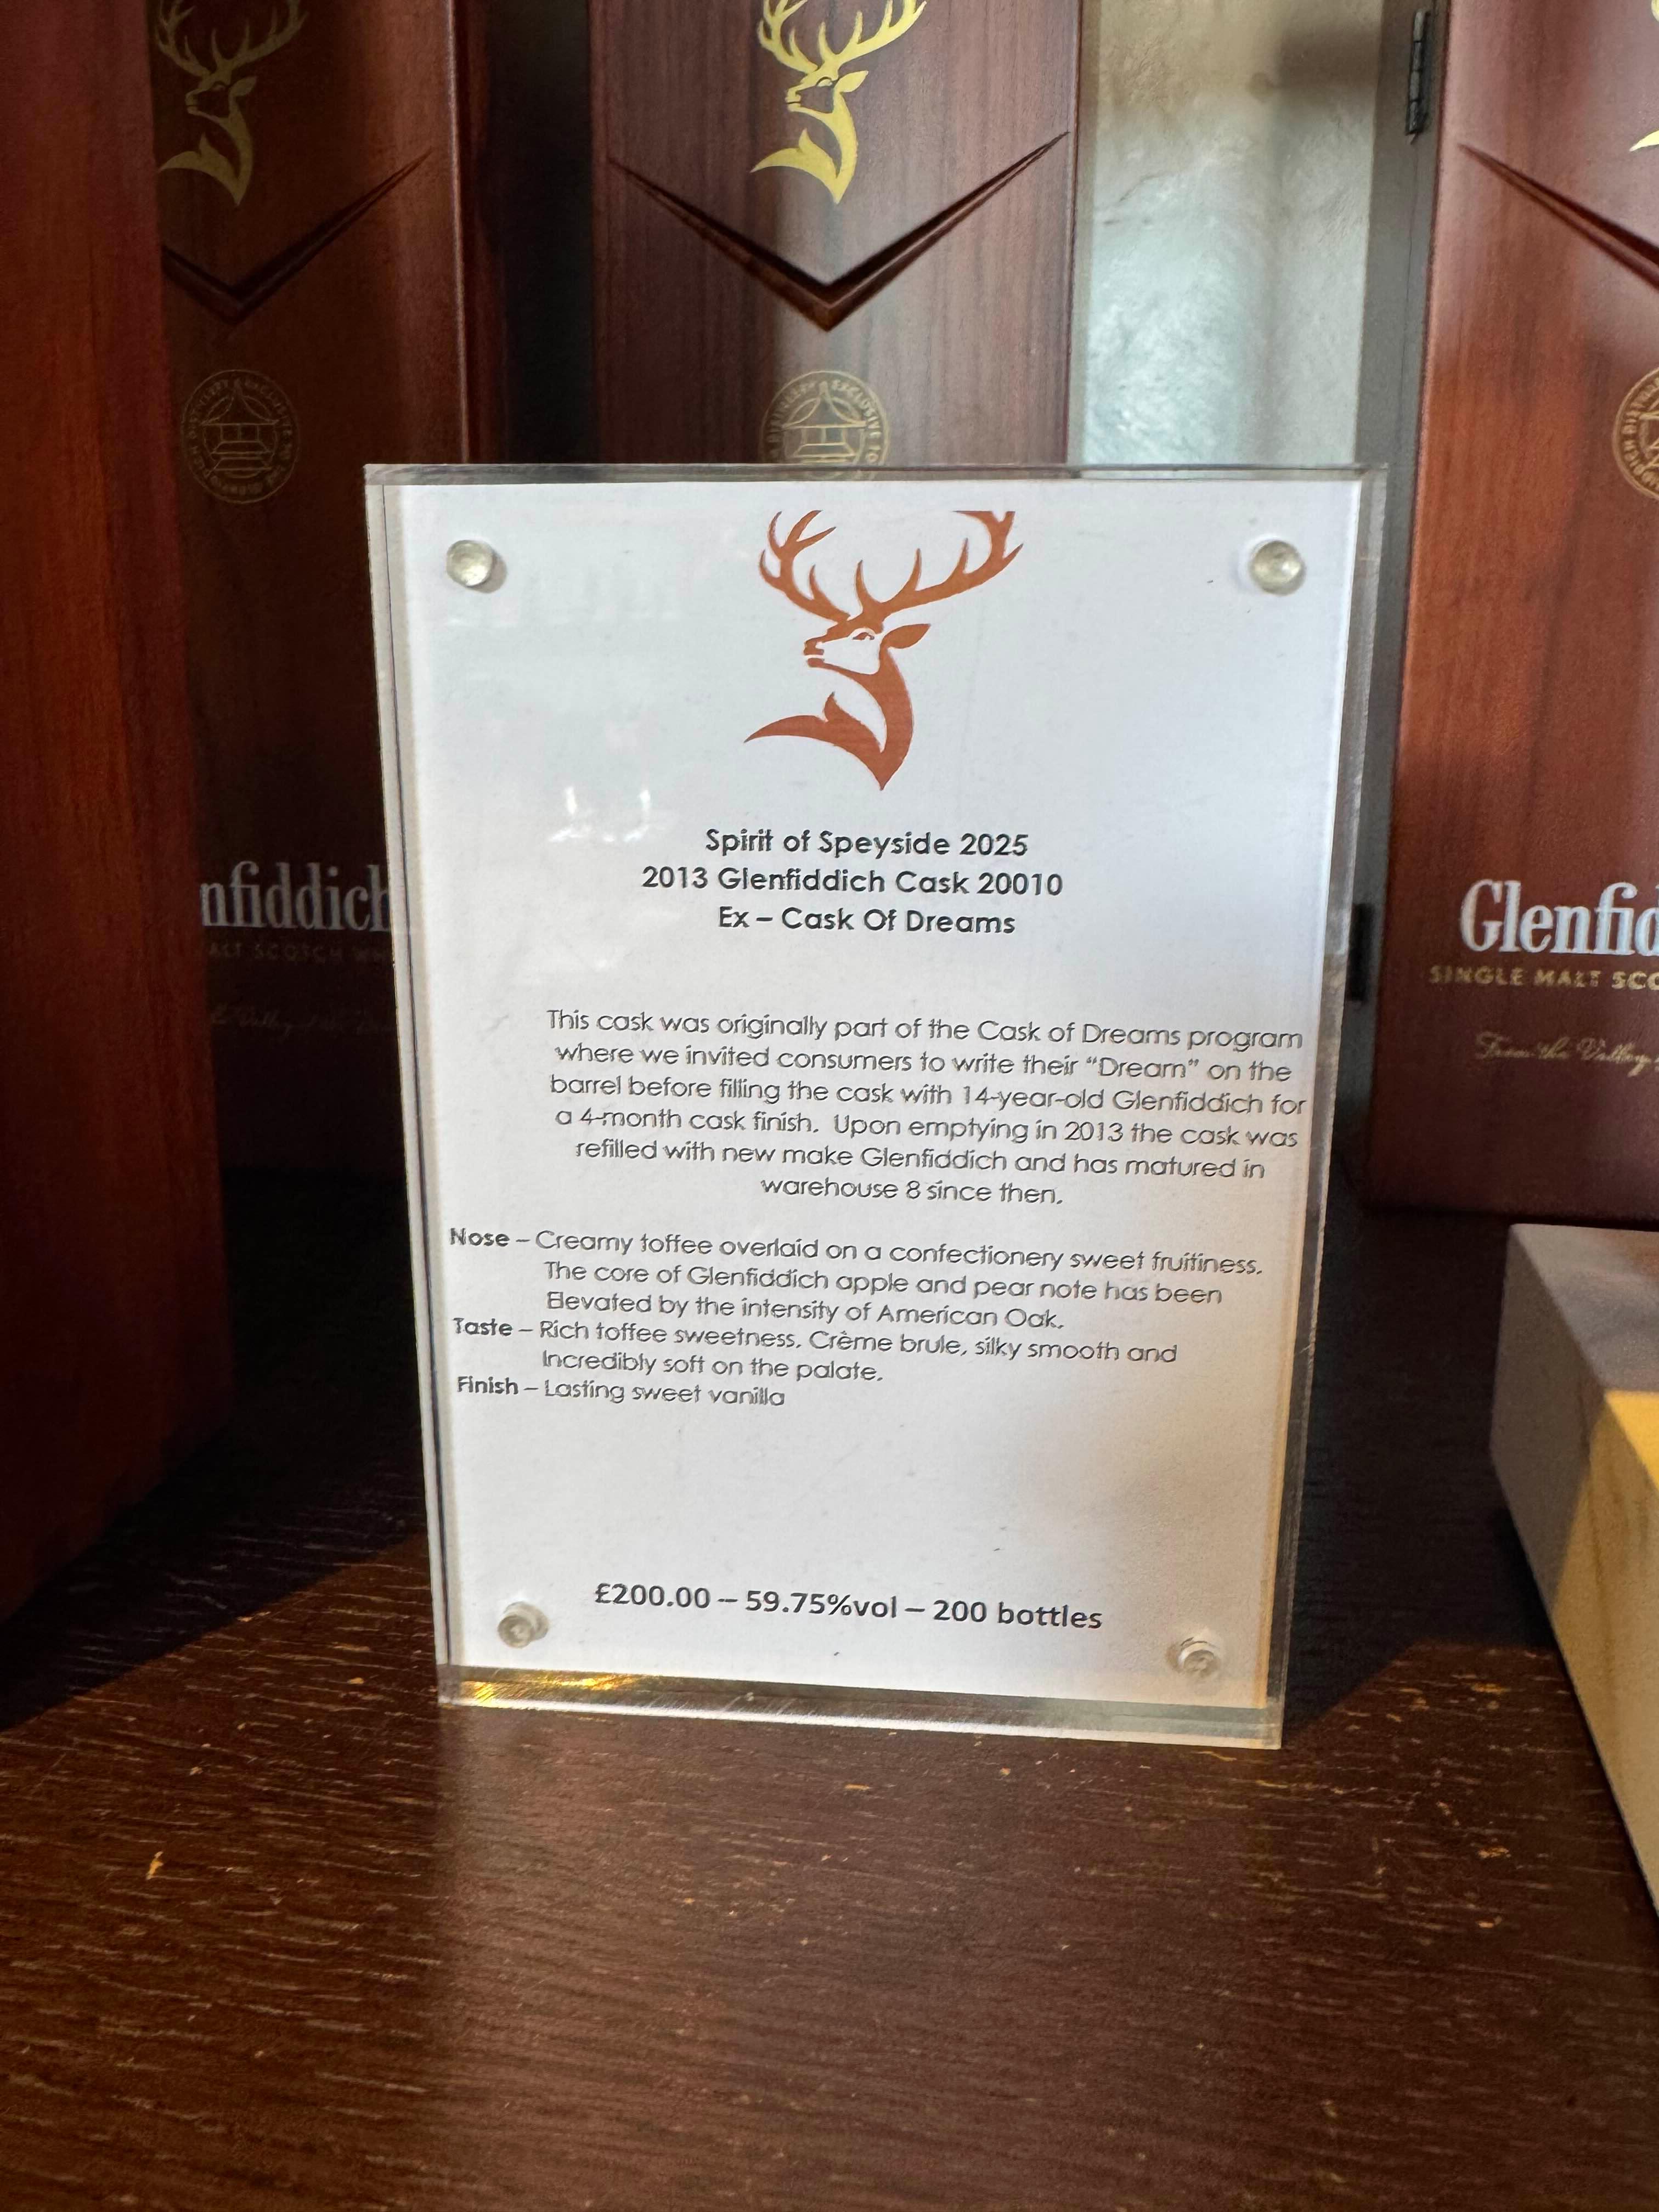 Spirit of Speyside 2025
2013 Glenfiddich Cask 20010
Ex – Cask Of Dreams
This cask was originally part of the Cask of Dreams program
where we invited consumers to write their “Dream” on the
barrel before filling the cask with 14-year-old Glenfiddich for
a 4-month cask finish. Upon emptying in 2013 the cask was
refilled with new make Glenfiddich and has matured in
warehouse 8 since then.
Nose – Creamy toffee overlaid on a confectionery sweet fruitiness.
The core of Glenfiddich apple and pear note has been
Elevated by the intensity of American Oak.
Taste – Rich toffee sweetness. Crème brule, silky smooth and
Incredibly soft on the palate.
Finish – Lasting sweet vanilla
£200.00 – 59.75%vol – 200 bottles
nfiddich
ALT SCOTCH WH
Glenfid
SINGLE MALT SCO
From the Valley